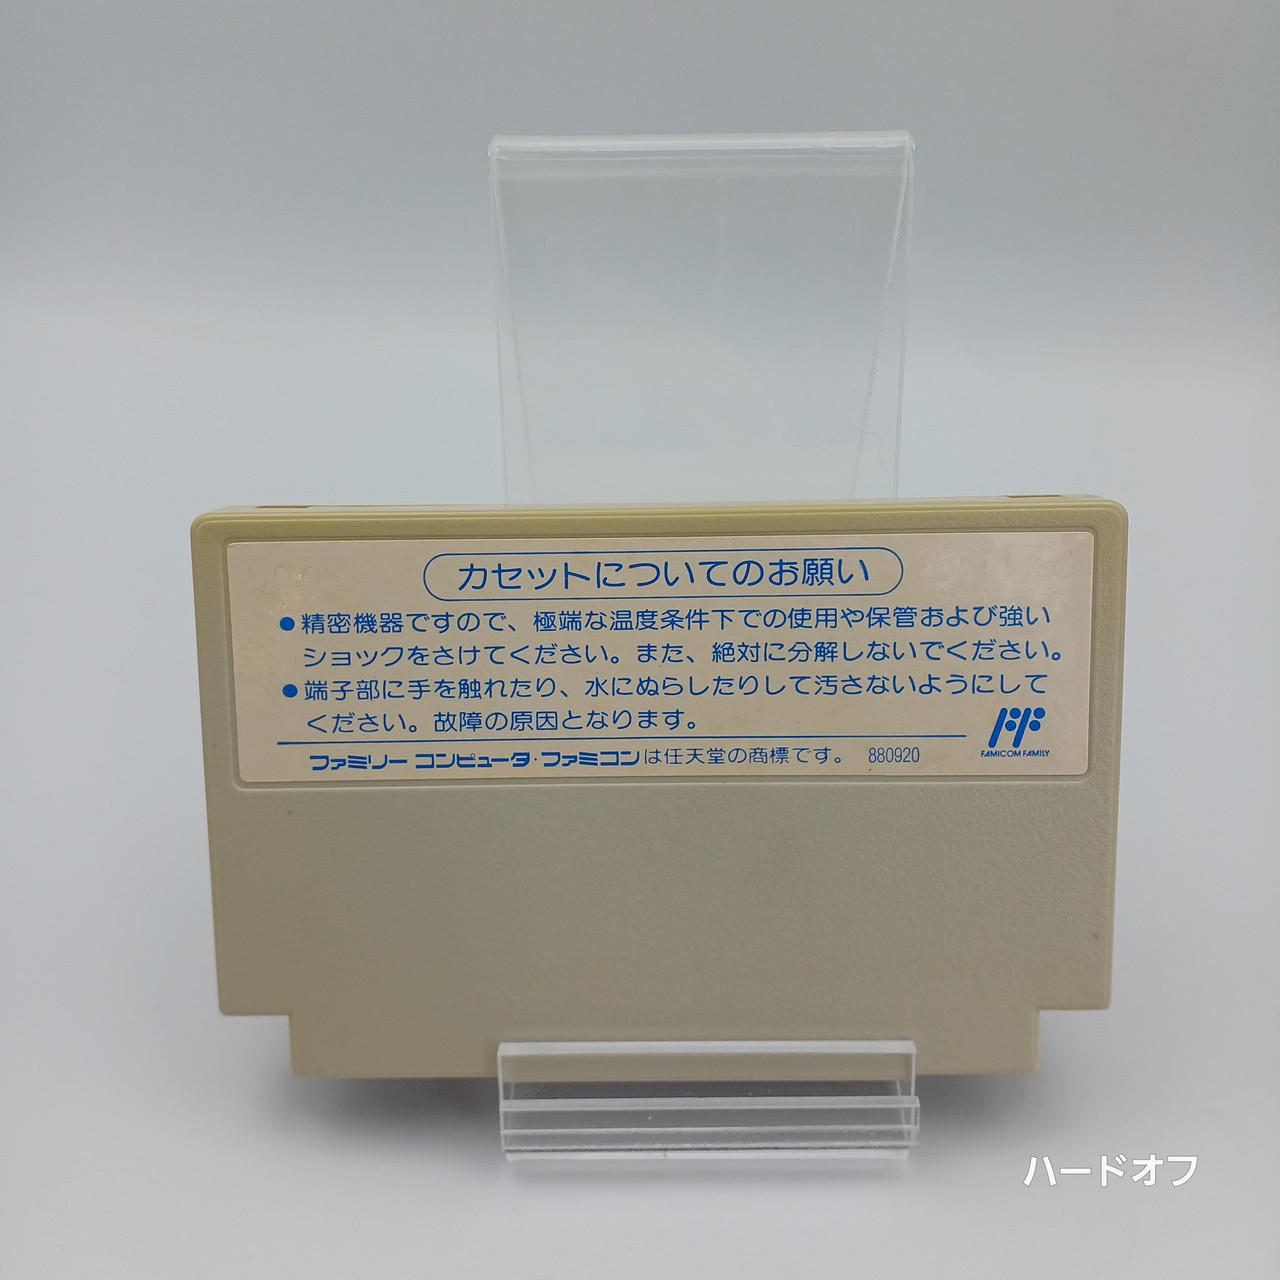 カセットについてのお願い
●精密機器ですので、極端な温度条件下での使用や保管および強い
ショックをさけてください。また、絶対に分解しないでください。
●端子部に手を触れたり、水にぬらしたりして汚さないようにして
ください。故障の原因となります。
FF
FAMICOM FAMILY
ファミリー コンピュータ・ファミコンは任天堂の商標です。 880920
ハードオフ